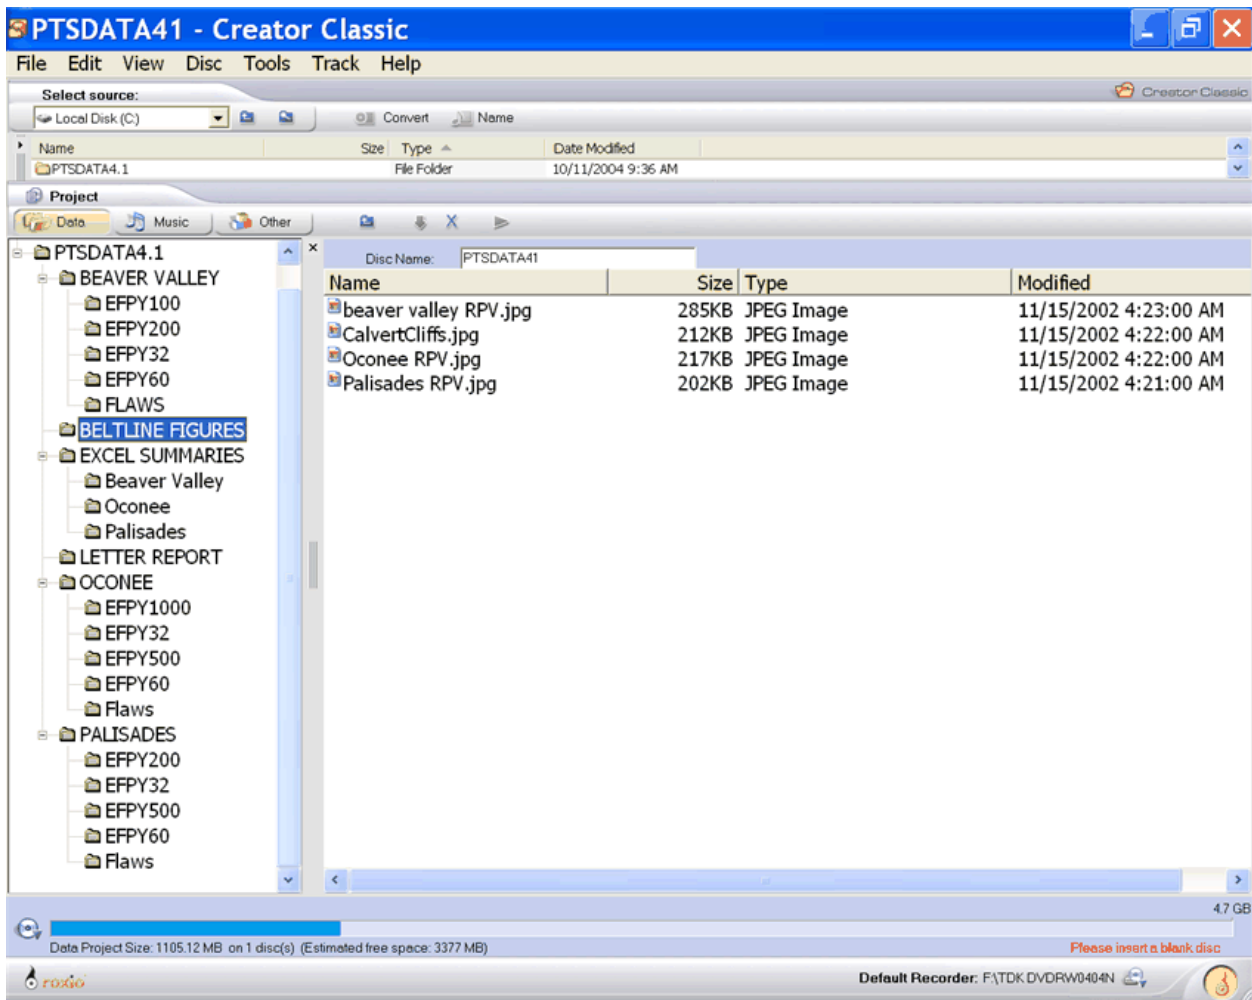 PTSDATA41 - Creator Classic
File Edit View Disc Tools Track Help
Select source:
Creator Classic
Local Disk (C:) Convert Name
Name Size Type Date Modified
PTSDATA4.1 File Folder 10/11/2004 9:36 AM
Project
Data Music Other
PTSDATA4.1
BEAVER VALLEY
EFPY100
EFPY200
EFPY32
EFPY60
FLAWS
BELTLINE FIGURES
EXCEL SUMMARIES
Beaver Valley
Oconee
Palisades
LETTER REPORT
OCONEE
EFPY1000
EFPY32
EFPY500
EFPY60
Flaws
PALISADES
EFPY200
EFPY32
EFPY500
EFPY60
Flaws
Disc Name: PTSDATA41
Name Size Type Modified
beaver valley RPV.jpg 285KB JPEG Image 11/15/2002 4:23:00 AM
CalvertCliffs.jpg 212KB JPEG Image 11/15/2002 4:22:00 AM
Oconee RPV.jpg 217KB JPEG Image 11/15/2002 4:22:00 AM
Palisades RPV.jpg 202KB JPEG Image 11/15/2002 4:21:00 AM
4.7 GB
Data Project Size: 1105.12 MB on 1 disc(s) (Estimated free space: 3377 MB) Please insert a blank disc
roxio Default Recorder: F:\TDK DVDRW0404N